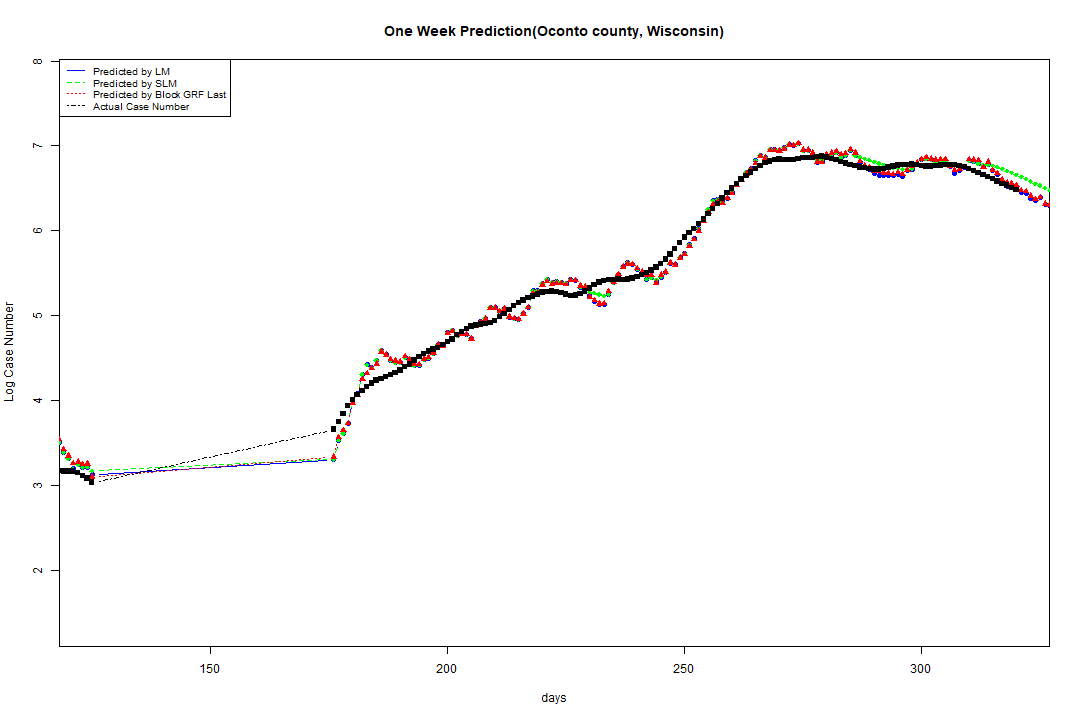 One Week Prediction(Oconto county, Wisconsin)
Predicted by LM
Predicted by SLM
Predicted by Block GRF Last
Actual Case Number
Log Case Number
8
7
6
5
4
3
2
150 200 250 300
days